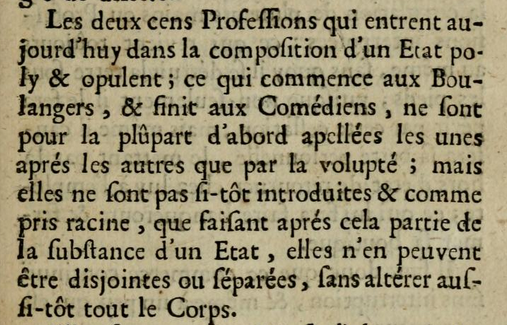 Les deux cens Professions qui entrent au-
jourd'huy dans la composition d'un Etat po-
ly & opulent ; ce qui commence aux Bou-
langers , & finit aux Comédiens , ne sont
pour la plûpart d'abord apellées les unes
aprés les autres que par la volupté ; mais
elles ne sont pas si-tôt introduites & comme
pris racine , que faisant aprés cela partie de
la substance d'un Etat , elles n'en peuvent
être disjointes ou séparées, sans altérer aus-
si-tôt tout le Corps.